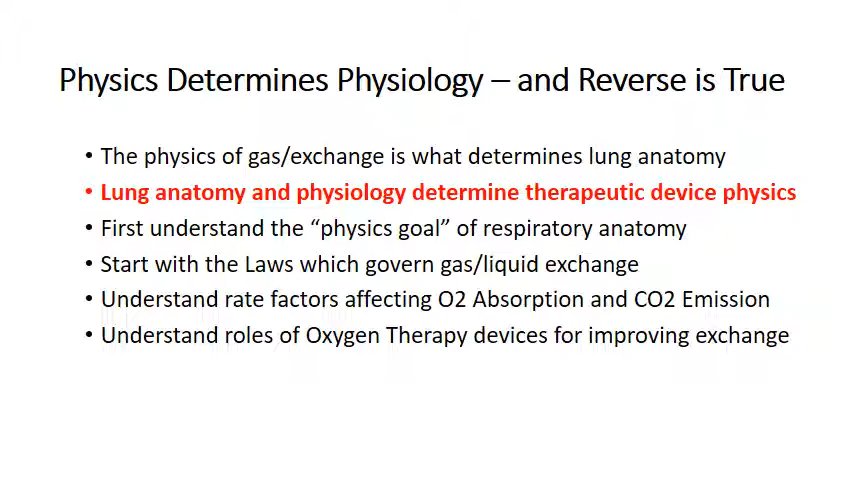 Physics Determines Physiology – and Reverse is True
• The physics of gas/exchange is what determines lung anatomy
• Lung anatomy and physiology determine therapeutic device physics
• First understand the “physics goal” of respiratory anatomy
• Start with the Laws which govern gas/liquid exchange
• Understand rate factors affecting O2 Absorption and CO2 Emission
• Understand roles of Oxygen Therapy devices for improving exchange